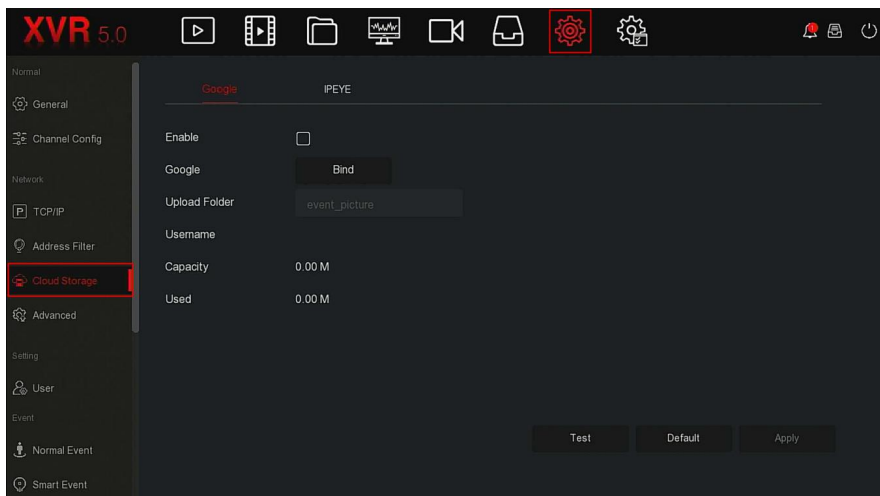 XVR 5.0
Normal
General
Channel Config
Network
P TCP/IP
Address Filter
Cloud Storage
Advanced
Setting
User
Event
Normal Event
Smart Event
Google IPEYE
Enable
Google Bind
Upload Folder event_picture
Username
Capacity 0.00 M
Used 0.00 M
Test Default Apply